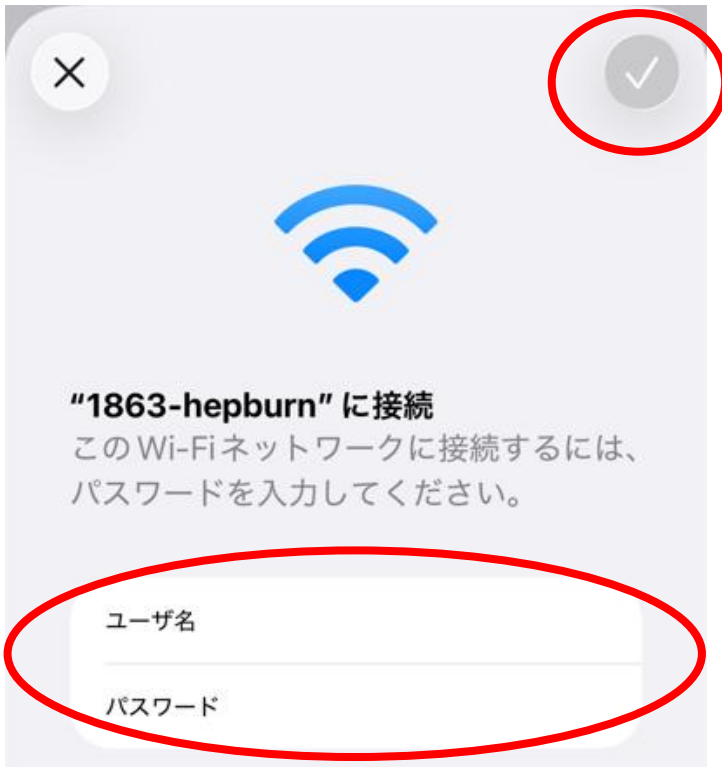 “1863-hepburn” に接続
このWi-Fiネットワークに接続するには、
パスワードを入力してください。
ユーザ名
パスワード